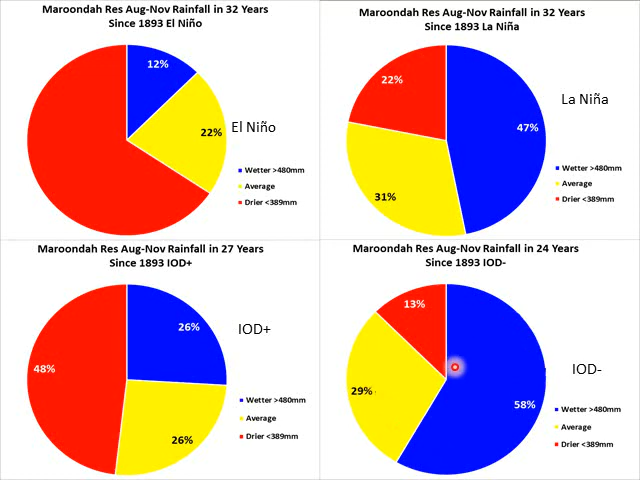 Maroondah Res Aug-Nov Rainfall in 32 Years
Since 1893 El Niño
12%
22%
El Niño
Wetter >480mm
Average
Drier <389mm
Maroondah Res Aug-Nov Rainfall in 32 Years
Since 1893 La Niña
22%
47%
31%
La Niña
Wetter >480mm
Average
Drier <389mm
Maroondah Res Aug-Nov Rainfall in 27 Years
Since 1893 IOD+
26%
48%
26%
IOD+
Wetter >480mm
Average
Drier <389mm
Maroondah Res Aug-Nov Rainfall in 24 Years
Since 1893 IOD-
13%
29%
58%
IOD-
Wetter >480mm
Average
Drier <389mm